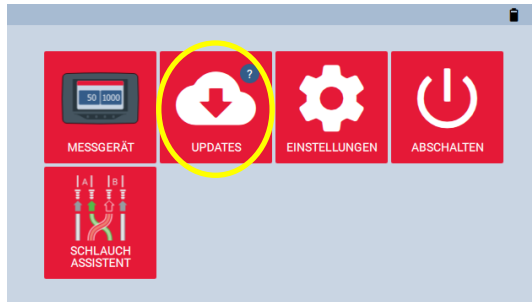 ?
50 1000
MESSGERÄT
UPDATES
EINSTELLUNGEN
ABSCHALTEN
|A| |B|
SCHLAUCH
ASSISTENT